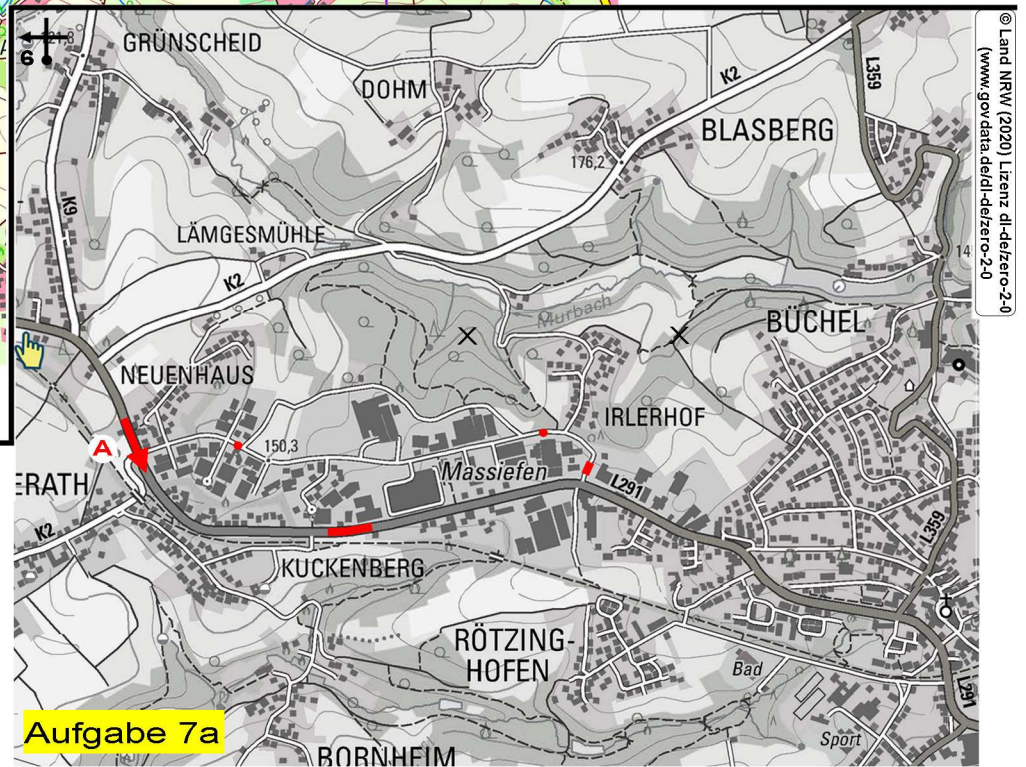 GRÜNSCHEID
6
DOHM
K2
L359
BLASBERG
176,2
K9
LÄMGESMÜHLE
K2
Murbach
BÜCHEL
NEUENHAUS
IRLERHOF
A
150,3
Massiefen
L291
ERATH
K2
L359
KUCKENBERG
RÖTZING-
HOFEN
Bad
L291
Aufgabe 7a
BORNHEIM
Sport
© Land NRW (2020) Lizenz dl-de/zero-2-0
(www.govdata.de/dl-de/zero-2-0